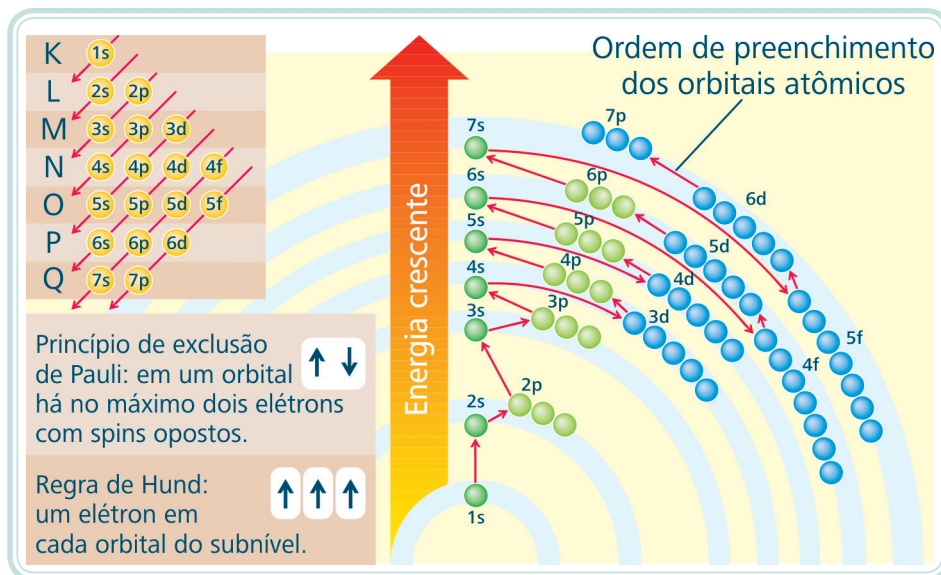 K 1s
L 2s 2p
M 3s 3p 3d
N 4s 4p 4d 4f
O 5s 5p 5d 5f
P 6s 6p 6d
Q 7s 7p
Princípio de exclusão
de Pauli: em um orbital
há no máximo dois elétrons
com spins opostos.
Regra de Hund:
um elétron em
cada orbital do subnível.
Energia crescente
Ordem de preenchimento
dos orbitais atômicos
7s
7p
6s
6p
6d
5s
5p
5d
4s
4p
4d
3s
3p
3d
5f
4f
2s
2p
1s